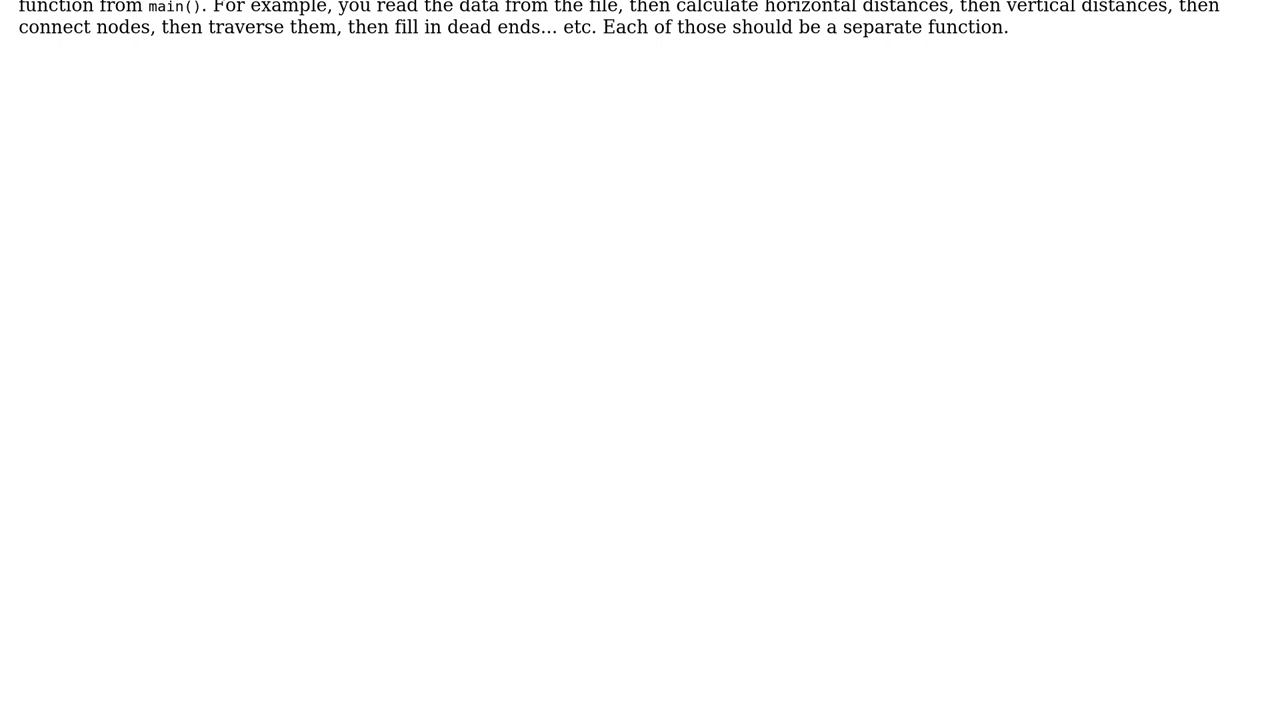 function from main(). For example, you read the data from the file, then calculate horizontal distances, then vertical distances, then
connect nodes, then traverse them, then fill in dead ends... etc. Each of those should be a separate function.